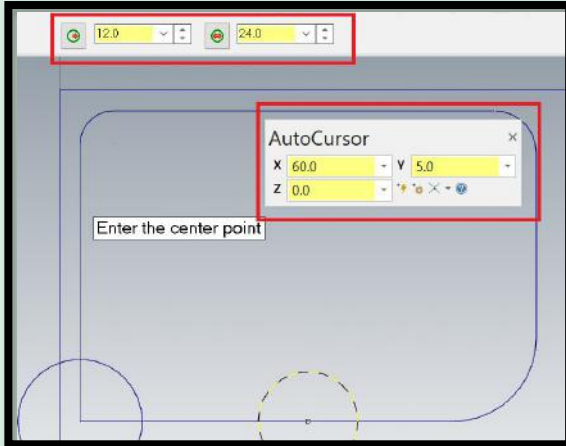 12.0 24.0
AutoCursor
X 60.0 Y 5.0
Z 0.0
Enter the center point